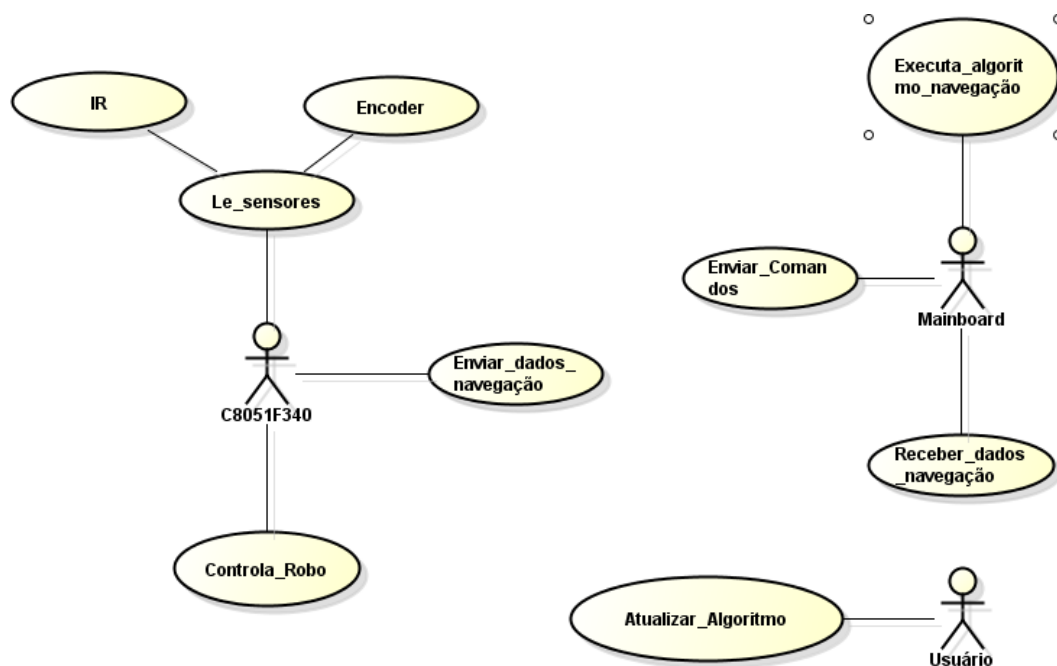 IR
Encoder
Le_sensores
C8051F340
Enviar_dados_
navegação
Controla_Robo
Executa_algorit
mo_navegação
Enviar_Coman
dos
Mainboard
Receber_dados
_navegação
Atualizar_Algoritmo
Usuário